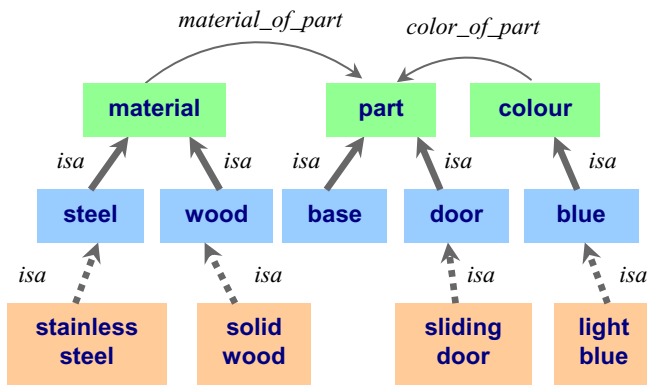 material_of_part
color_of_part
material
part
colour
isa
isa
isa
isa
isa
steel
wood
base
door
blue
isa
isa
isa
isa
stainless
steel
solid
wood
sliding
door
light
blue